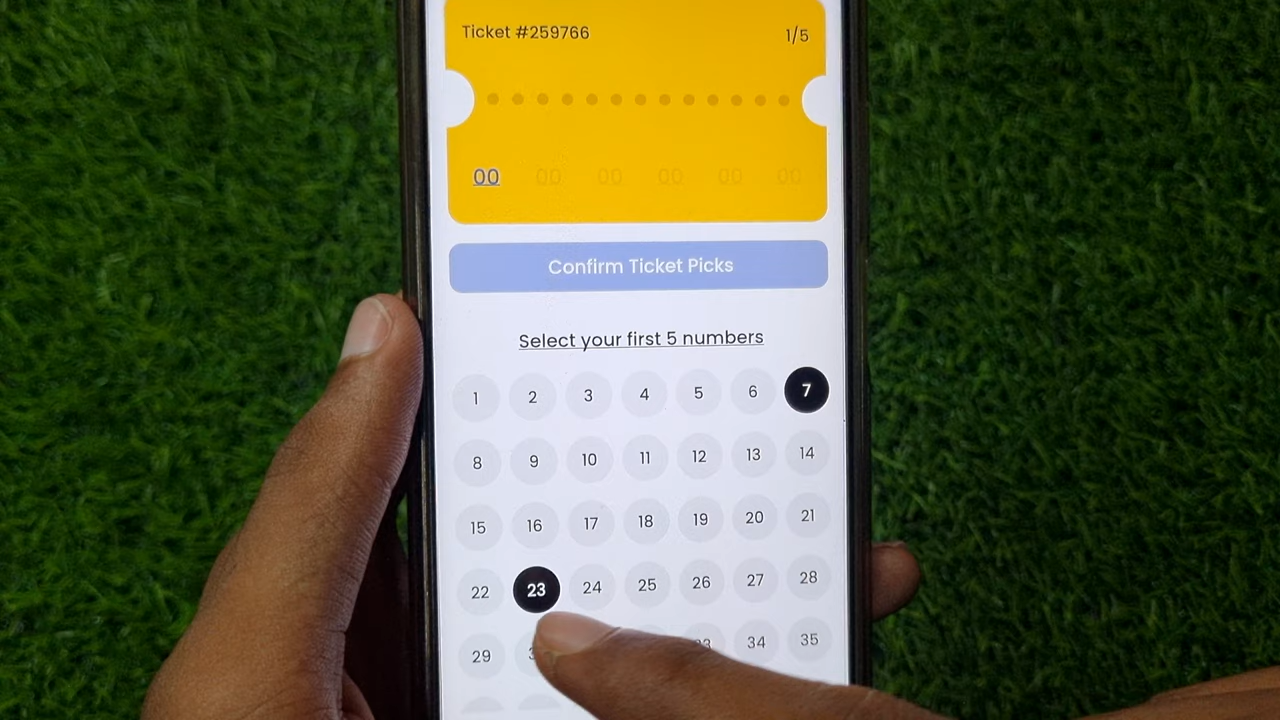 Ticket #259766 1/5
00 00 00 00 00 00
Confirm Ticket Picks
Select your first 5 numbers
1 2 3 4 5 6 7
8 9 10 11 12 13 14
15 16 17 18 19 20 21
22 23 24 25 26 27 28
29 34 35